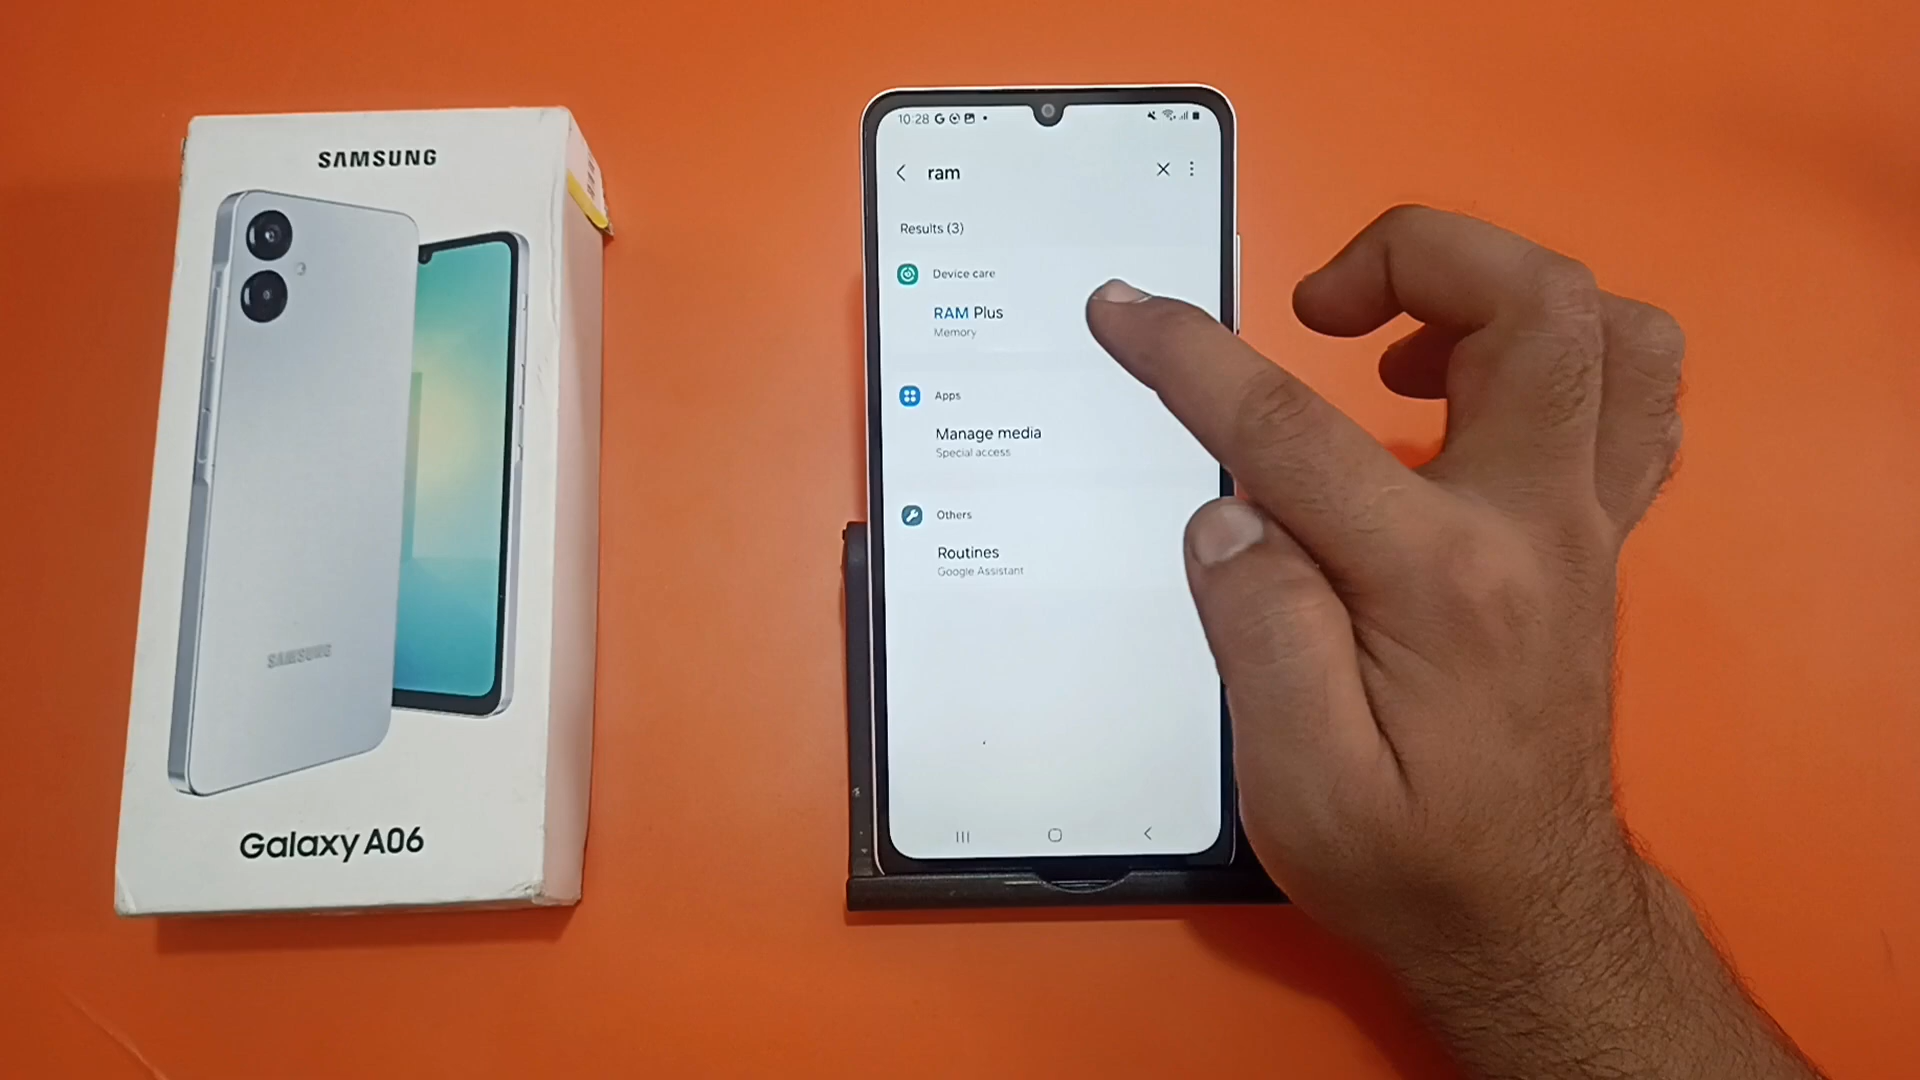 SAMSUNG
SAMSUNG
Galaxy A06
10:28
ram
Results (3)
Device care
RAM Plus
Memory
Apps
Manage media
Special access
Others
Routines
Google Assistant